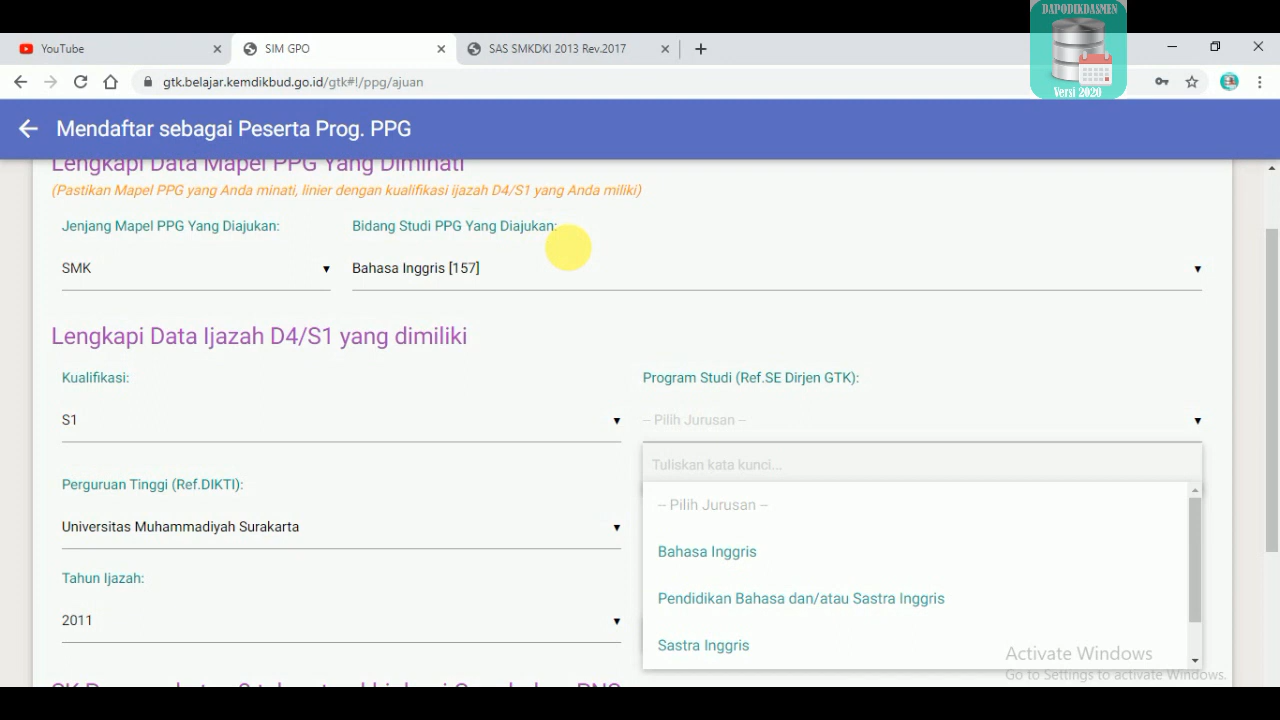 DAPODIKDASMEN
Versi 2020
YouTube
SIM GPO
SAS SMKDKI 2013 Rev.2017
gtk.belajar.kemdikbud.go.id/gtk#!/ppg/ajuan
Mendaftar sebagai Peserta Prog. PPG
Lengkapi Data Mapel PPG Yang Diminati
(Pastikan Mapel PPG yang Anda minati, linier dengan kualifikasi ijazah D4/S1 yang Anda miliki)
Jenjang Mapel PPG Yang Diajukan: Bidang Studi PPG Yang Diajukan:
SMK Bahasa Inggris [157]
Lengkapi Data Ijazah D4/S1 yang dimiliki
Kualifikasi: Program Studi (Ref.SE Dirjen GTK):
S1 -- Pilih Jurusan --
Tuliskan kata kunci...
Perguruan Tinggi (Ref.DIKTI):
-- Pilih Jurusan --
Universitas Muhammadiyah Surakarta
Bahasa Inggris
Tahun Ijazah:
Pendidikan Bahasa dan/atau Sastra Inggris
2011
Sastra Inggris
Activate Windows
Go to Settings to activate Windows.